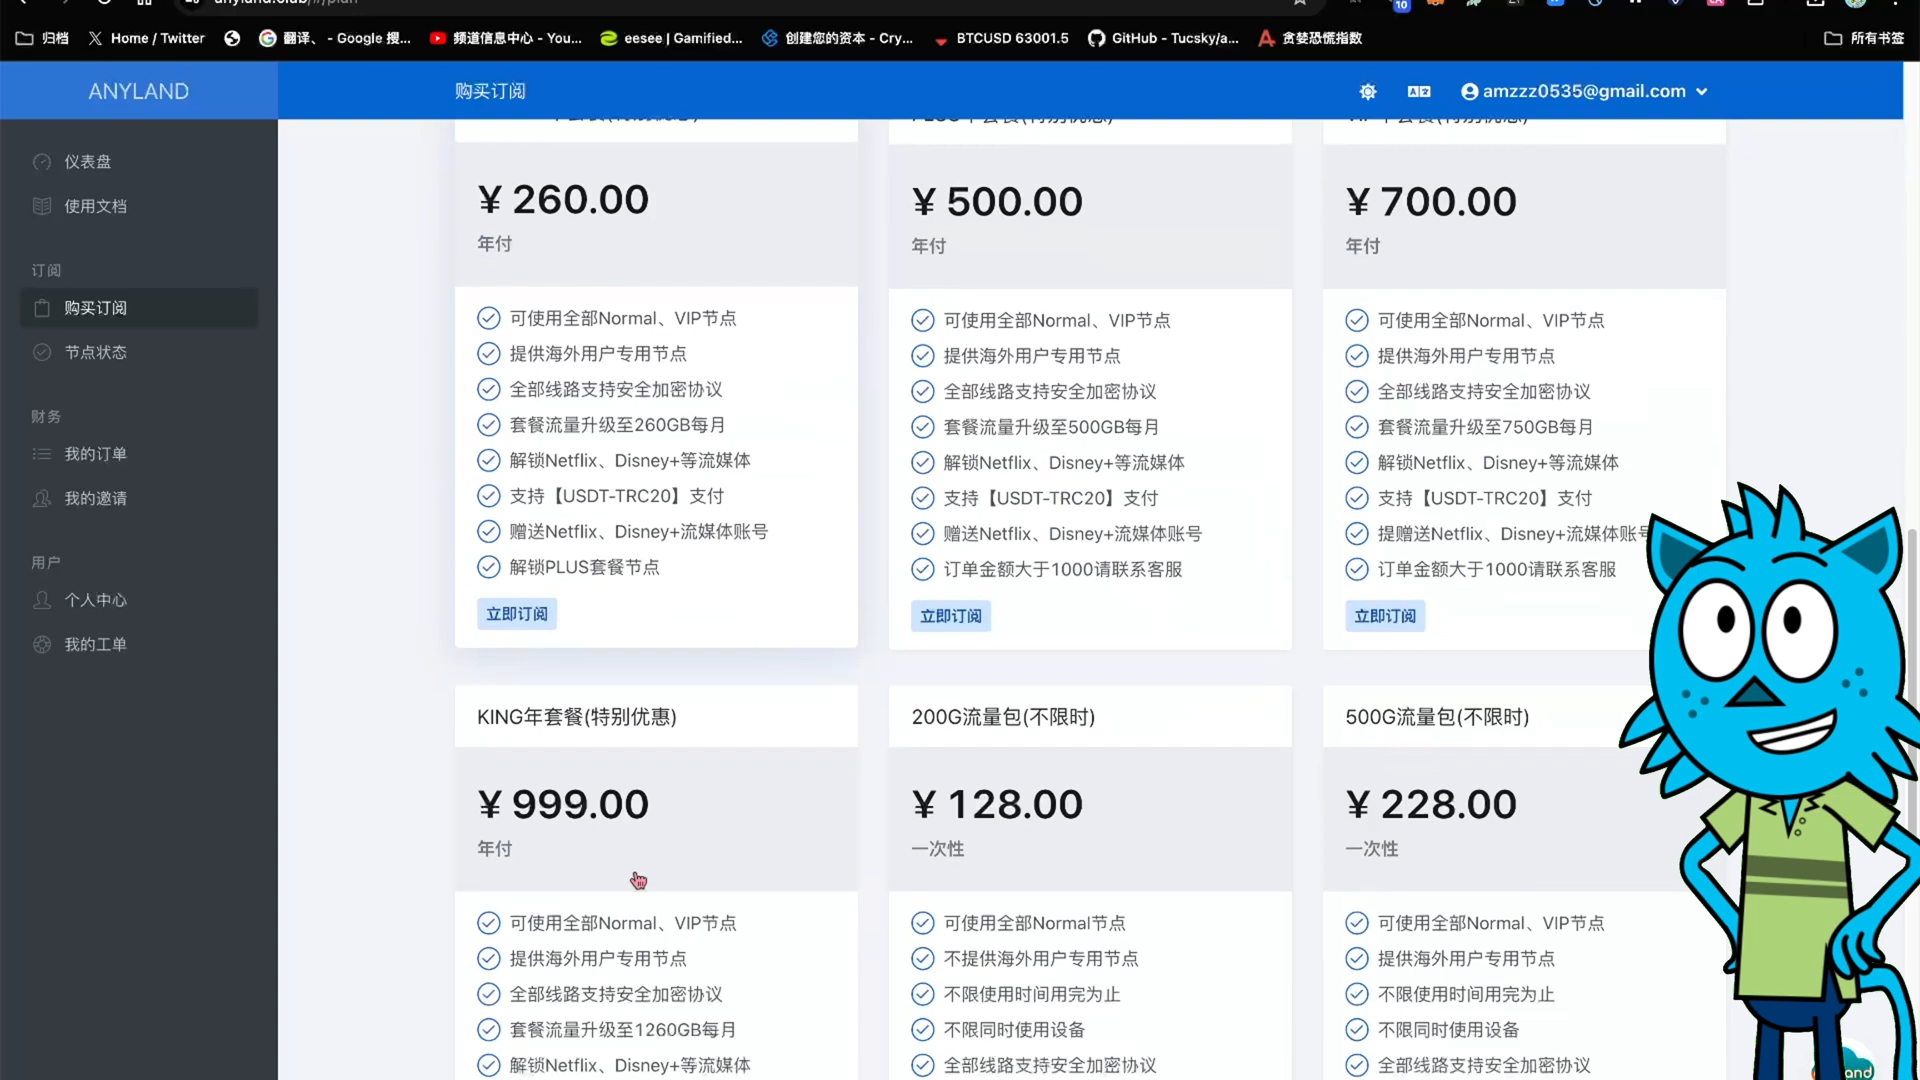 归档
Home / Twitter
翻译、 - Google 搜...
频道信息中心 - You...
eesee | Gamified...
创建您的资本 - Cry...
BTCUSD 63001.5
GitHub - Tucsky/a...
贪婪恐慌指数
所有书签
10
ANYLAND
购买订阅
amzzz0535@gmail.com
仪表盘
使用文档
订阅
购买订阅
节点状态
财务
我的订单
我的邀请
用户
个人中心
我的工单
¥ 260.00
年付
可使用全部Normal、VIP节点
提供海外用户专用节点
全部线路支持安全加密协议
套餐流量升级至260GB每月
解锁Netflix、Disney+等流媒体
支持【USDT-TRC20】支付
赠送Netflix、Disney+流媒体账号
解锁PLUS套餐节点
立即订阅
¥ 500.00
年付
可使用全部Normal、VIP节点
提供海外用户专用节点
全部线路支持安全加密协议
套餐流量升级至500GB每月
解锁Netflix、Disney+等流媒体
支持【USDT-TRC20】支付
赠送Netflix、Disney+流媒体账号
订单金额大于1000请联系客服
立即订阅
¥ 700.00
年付
可使用全部Normal、VIP节点
提供海外用户专用节点
全部线路支持安全加密协议
套餐流量升级至750GB每月
解锁Netflix、Disney+等流媒体
支持【USDT-TRC20】支付
提赠送Netflix、Disney+流媒体账号
订单金额大于1000请联系客服
立即订阅
KING年套餐(特别优惠)
¥ 999.00
年付
可使用全部Normal、VIP节点
提供海外用户专用节点
全部线路支持安全加密协议
套餐流量升级至1260GB每月
解锁Netflix、Disney+等流媒体
200G流量包(不限时)
¥ 128.00
一次性
可使用全部Normal节点
不提供海外用户专用节点
不限使用时间用完为止
不限同时使用设备
全部线路支持安全加密协议
500G流量包(不限时)
¥ 228.00
一次性
可使用全部Normal、VIP节点
提供海外用户专用节点
不限使用时间用完为止
不限同时使用设备
全部线路支持安全加密协议